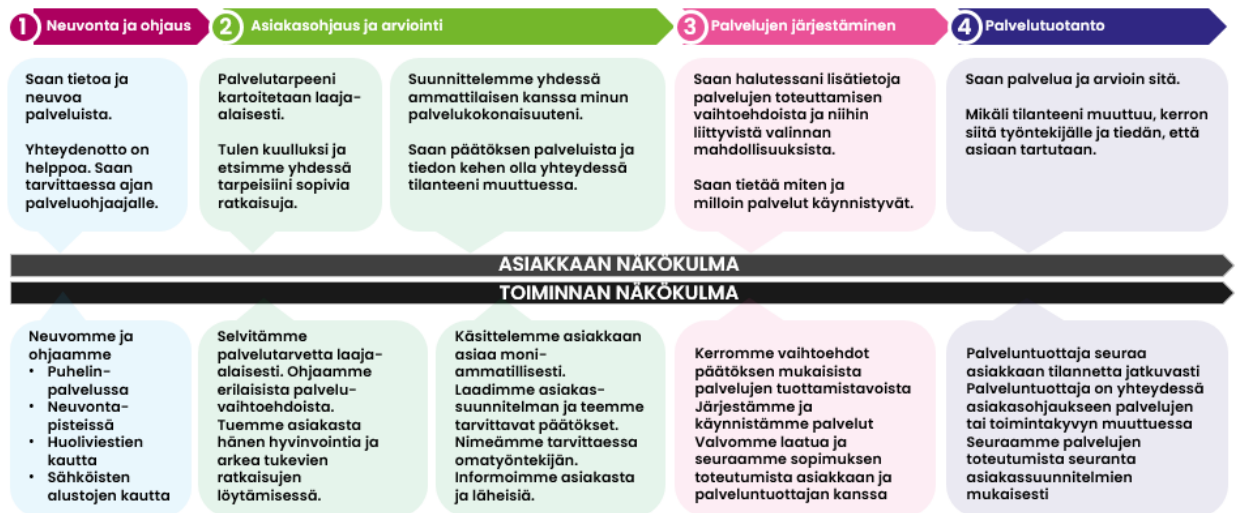 1 Neuvonta ja ohjaus
2 Asiakasohjaus ja arviointi
3 Palvelujen järjestäminen
4 Palvelutuotanto
Saan tietoa ja
neuvoa
palveluista.
Yhteydenotto on
helppoa. Saan
tarvittaessa ajan
palveluohjaajalle.
Palvelutarpeeni
kartoitetaan laaja-
alaisesti.
Tulen kuulluksi ja
etsimme yhdessä
tarpeisiini sopivia
ratkaisuja.
Suunnittelemme yhdessä
ammattilaisen kanssa minun
palvelukokonaisuuteni.
Saan päätöksen palveluista ja
tiedon kehen olla yhteydessä
tilanteeni muuttuessa.
Saan halutessani lisätietoja
palvelujen toteuttamisen
vaihtoehdoista ja niihin
liittyvistä valinnan
mahdollisuuksista.
Saan tietää miten ja
milloin palvelut käynnistyvät.
Saan palvelua ja arvioin sitä.
Mikäli tilanteeni muuttuu, kerron
siitä työntekijälle ja tiedän, että
asiaan tartutaan.
ASIAKKAAN NÄKÖKULMA
TOIMINNAN NÄKÖKULMA
Neuvomme ja
ohjaamme
• Puhelin-
palvelussa
• Neuvonta-
pisteissä
• Huoliviestien
kautta
• Sähköisten
alustojen kautta
Selvitämme
palvelutarvetta laaja-
alaisesti. Ohjaamme
erilaisista palvelu-
vaihtoehdoista.
Tuemme asiakasta
hänen hyvinvointia ja
arkea tukevien
ratkaisujen
löytämisessä.
Käsittelemme asiakkaan
asiaa moni-
ammatillisesti.
Laadimme asiakas-
suunnitelman ja teemme
tarvittavat päätökset.
Nimeämme tarvittaessa
omatyöntekijän.
Informoimme asiakasta
ja läheisiä.
Kerromme vaihtoehdot
päätöksen mukaisista
palvelujen tuottamistavoista
Järjestämme ja
käynnistämme palvelut
Valvomme laatua ja
seuraamme sopimuksen
toteutumista asiakkaan ja
palveluntuottajan kanssa
Palveluntuottaja seuraa
asiakkaan tilannetta jatkuvasti
Palveluntuottaja on yhteydessä
asiakasohjaukseen palvelujen
tai toimintakyvyn muuttuessa
Seuraamme palvelujen
toteutumista seuranta
asiakassuunnitelmien
mukaisesti